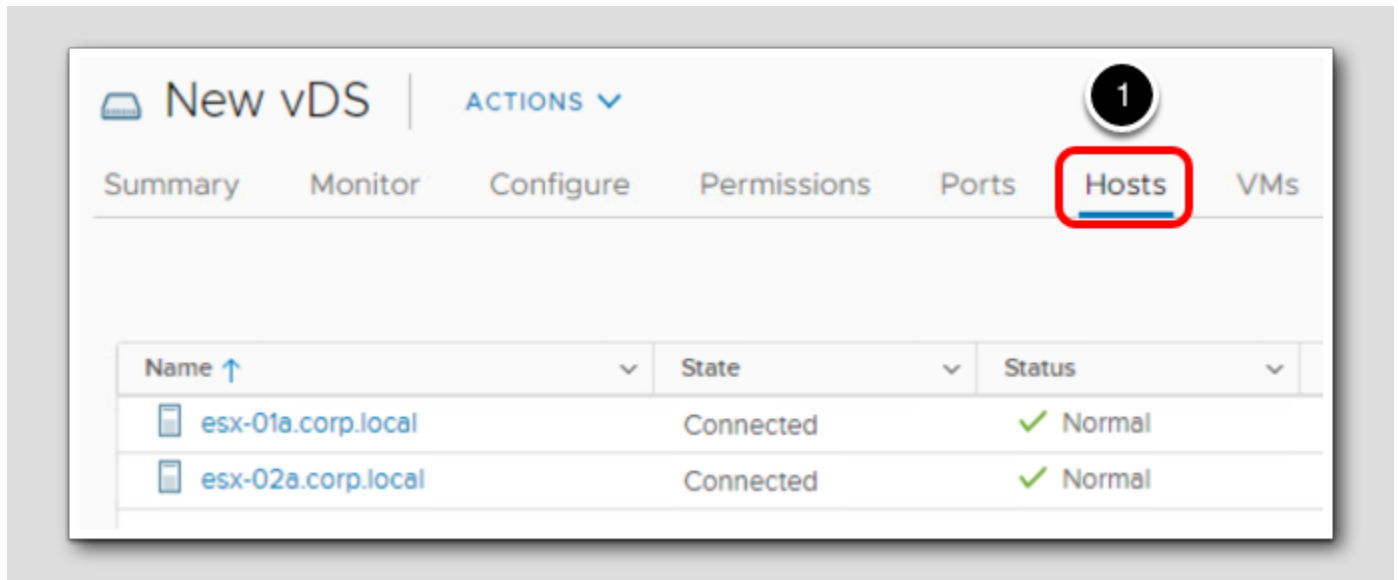 New vDS ACTIONS
1
Summary Monitor Configure Permissions Ports Hosts VMs
Name ↑ State Status
esx-01a.corp.local Connected Normal
esx-02a.corp.local Connected Normal